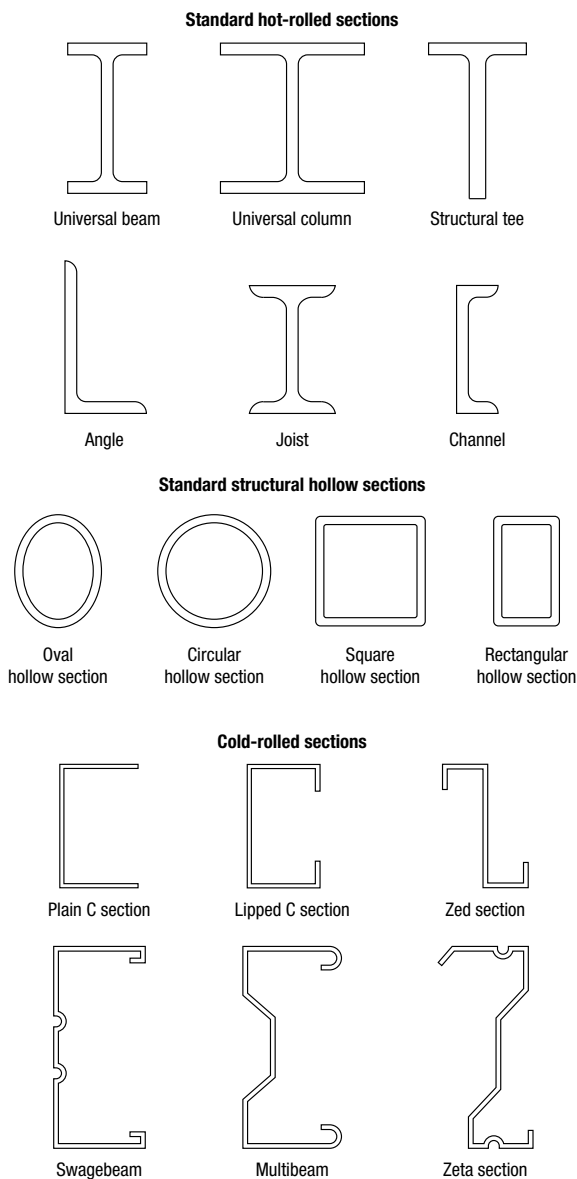 Standard hot-rolled sections
Universal beam
Universal column
Structural tee
Angle
Joist
Channel
Standard structural hollow sections
Oval
hollow section
Circular
hollow section
Square
hollow section
Rectangular
hollow section
Cold-rolled sections
Plain C section
Lipped C section
Zed section
Swagebeam
Multibeam
Zeta section